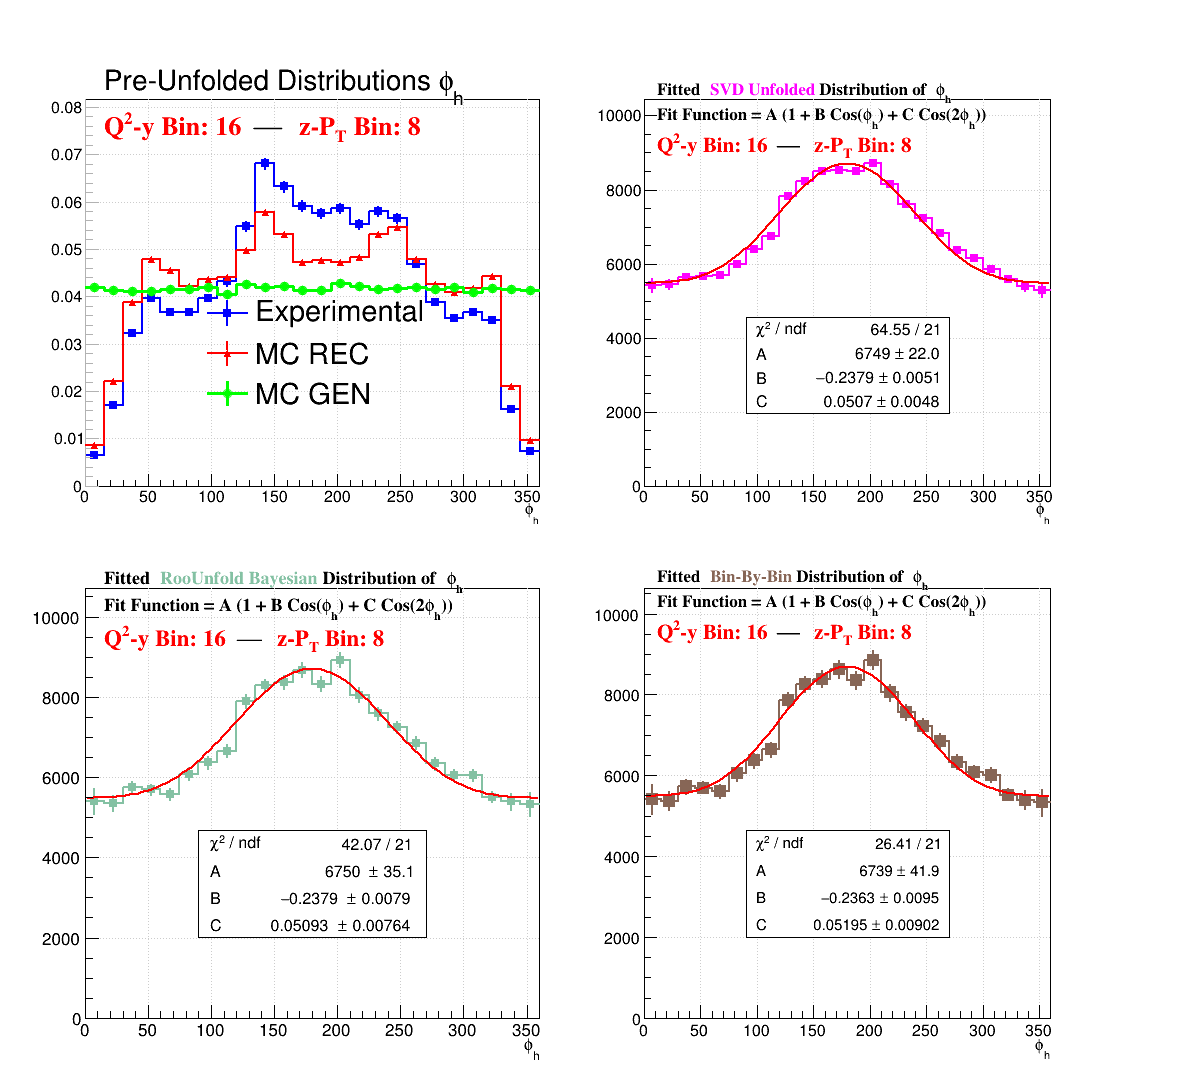 Pre-Unfolded Distributions ϕh
Q²-y Bin: 16 — z-PT Bin: 8
0.08
0.07
0.06
0.05
0.04
0.03
0.02
0.01
0
Experimental
MC REC
MC GEN
0 50 100 150 200 250 300 350
ϕh
Fitted SVD Unfolded Distribution of ϕh
Fit Function = A (1 + B Cos(ϕh) + C Cos(2ϕh))
Q²-y Bin: 16 — z-PT Bin: 8
10000
8000
6000
4000
2000
0
χ² / ndf 64.55 / 21
A 6749 ± 22.0
B −0.2379 ± 0.0051
C 0.0507 ± 0.0048
0 50 100 150 200 250 300 350
ϕh
Fitted RooUnfold Bayesian Distribution of ϕh
Fit Function = A (1 + B Cos(ϕh) + C Cos(2ϕh))
Q²-y Bin: 16 — z-PT Bin: 8
10000
8000
6000
4000
2000
0
χ² / ndf 42.07 / 21
A 6750 ± 35.1
B −0.2379 ± 0.0079
C 0.05093 ± 0.00764
0 50 100 150 200 250 300 350
ϕh
Fitted Bin-By-Bin Distribution of ϕh
Fit Function = A (1 + B Cos(ϕh) + C Cos(2ϕh))
Q²-y Bin: 16 — z-PT Bin: 8
10000
8000
6000
4000
2000
0
χ² / ndf 26.41 / 21
A 6739 ± 41.9
B −0.2363 ± 0.0095
C 0.05195 ± 0.00902
0 50 100 150 200 250 300 350
ϕh